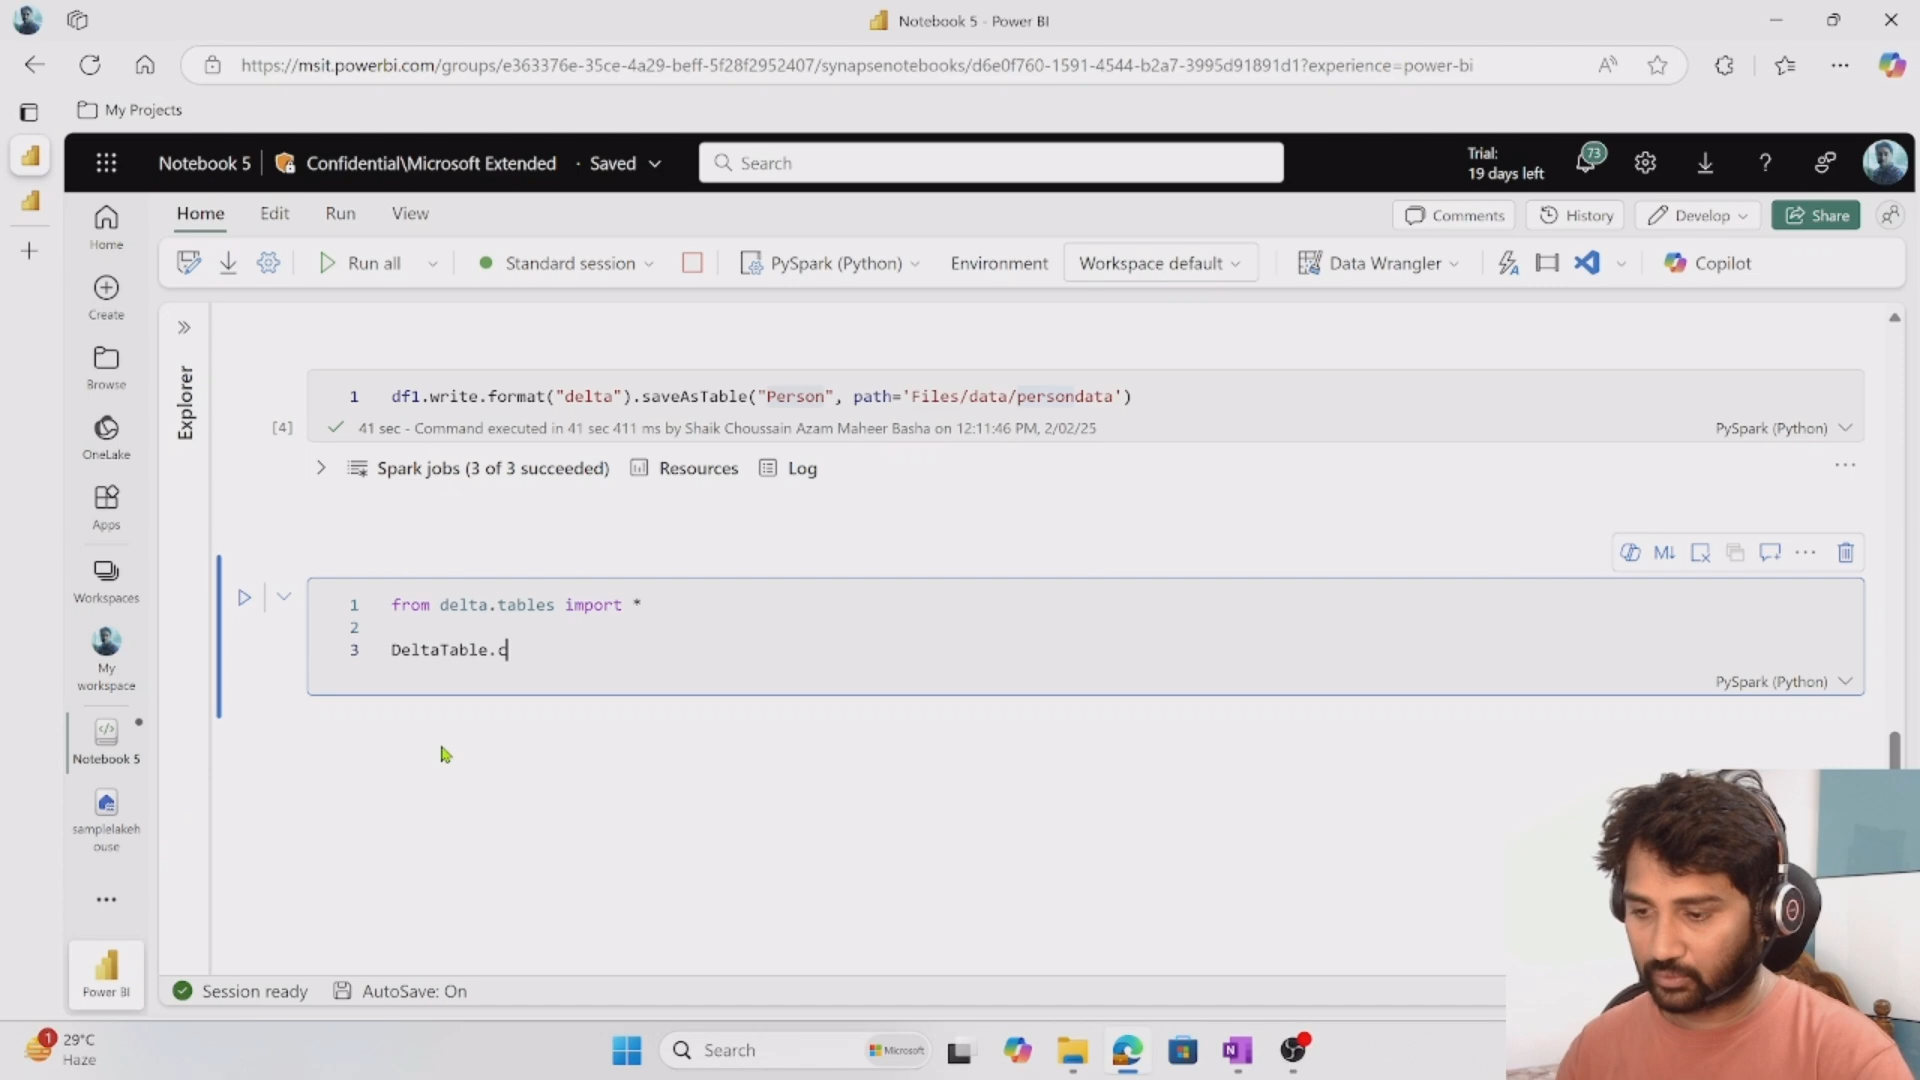 Notebook 5 - Power BI
https://msit.powerbi.com/groups/e363376e-35ce-4a29-beff-5f28f2952407/synapsenotebooks/d6e0f760-1591-4544-b2a7-3995d91891d1?experience=power-bi
My Projects
Notebook 5 | Confidential\Microsoft Extended · Saved
Search
Trial:
19 days left
73
Home Edit Run View
Comments History Develop Share
Run all Standard session PySpark (Python) Environment Workspace default Data Wrangler Copilot
Home
Create
Browse
OneLake
Apps
Workspaces
My
workspace
Notebook 5
samplelakeh
ouse
Power BI
Explorer
1 df1.write.format("delta").saveAsTable("Person", path='Files/data/persondata')
[4] 41 sec - Command executed in 41 sec 411 ms by Shaik Choussain Azam Maheer Basha on 12:11:46 PM, 2/02/25 PySpark (Python)
Spark jobs (3 of 3 succeeded) Resources Log
M↓
1 from delta.tables import *
2
3 DeltaTable.c
PySpark (Python)
Session ready AutoSave: On
1
29°C
Haze
Search
Microsoft